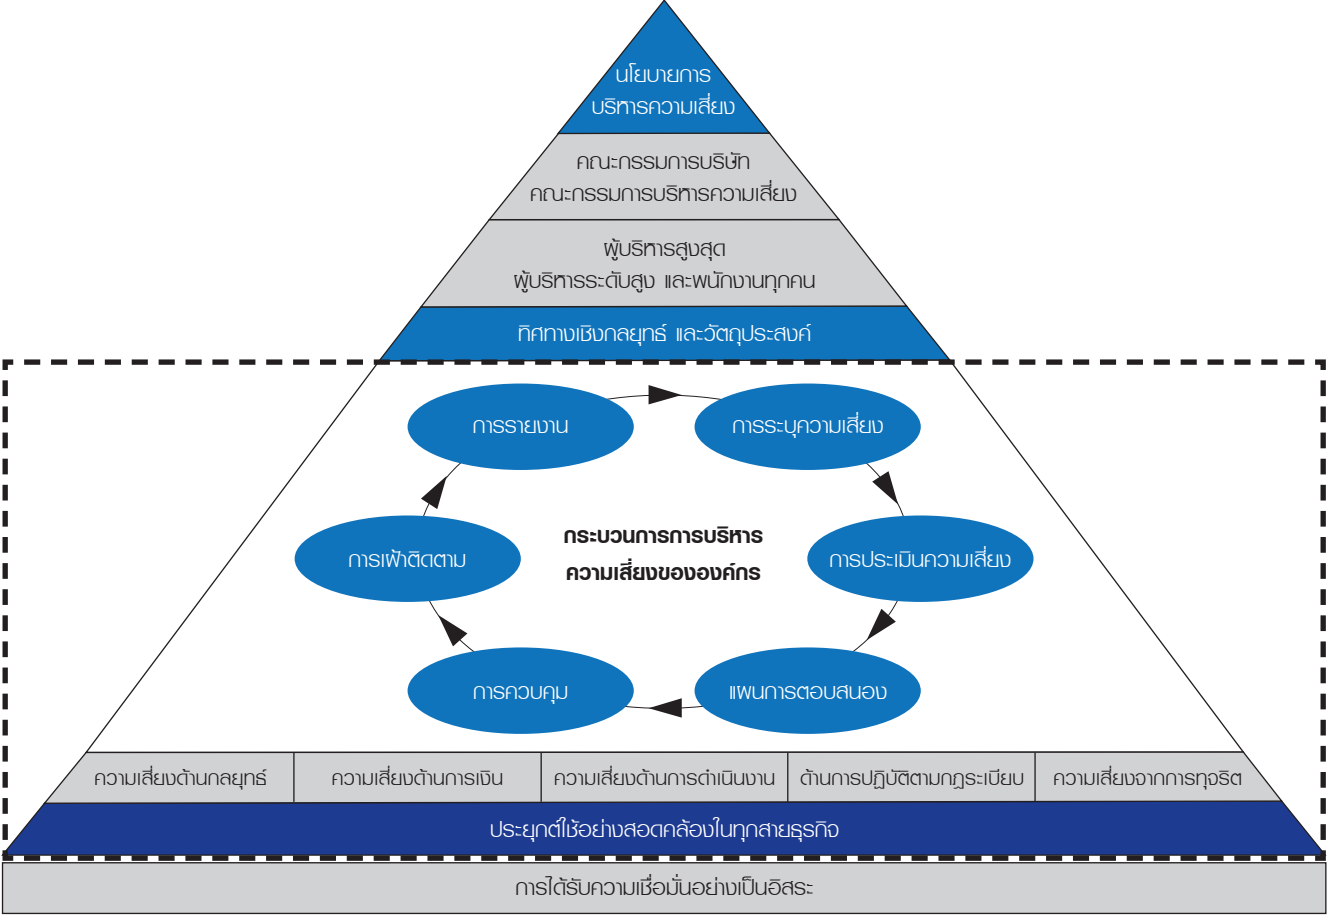 นโยบายการ
บริหารความเสี่ยง
คณะกรรมการบริษัท
คณะกรรมการบริหารความเสี่ยง
ผู้บริหารสูงสุด
ผู้บริหารระดับสูง และพนักงานทุกคน
ทิศทางเชิงกลยุทธ์ และวัตถุประสงค์
การรายงาน
การระบุความเสี่ยง
กระบวนการการบริหาร
ความเสี่ยงขององค์กร
การเฝ้าติดตาม
การประเมินความเสี่ยง
การควบคุม
แผนการตอบสนอง
ความเสี่ยงด้านกลยุทธ์
ความเสี่ยงด้านการเงิน
ความเสี่ยงด้านการดำเนินงาน
ด้านการปฏิบัติตามกฎระเบียบ
ความเสี่ยงจากการทุจริต
ประยุกต์ใช้อย่างสอดคล้องในทุกสายธุรกิจ
การได้รับความเชื่อมั่นอย่างเป็นอิสระ